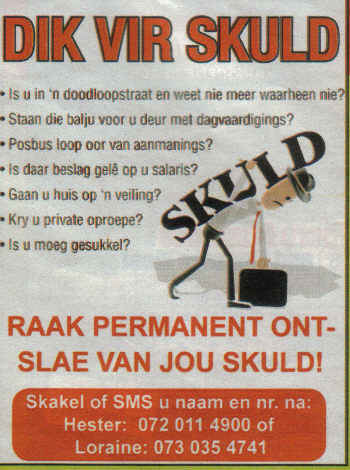 DIK VIR SKULD
• Is u in 'n doodloopstraat en weet nie meer waarheen nie?
• Staan die balju voor u deur met dagvaardigings?
• Posbus loop oor van aanmanings?
• Is daar beslag gelê op u salaris?
• Gaan u huis op 'n veiling?
• Kry u private oproepe?
• Is u moeg gesukkel?
SKULD
RAAK PERMANENT ONT-
SLAE VAN JOU SKULD!
Skakel of SMS u naam en nr. na:
Hester: 072 011 4900 of
Loraine: 073 035 4741